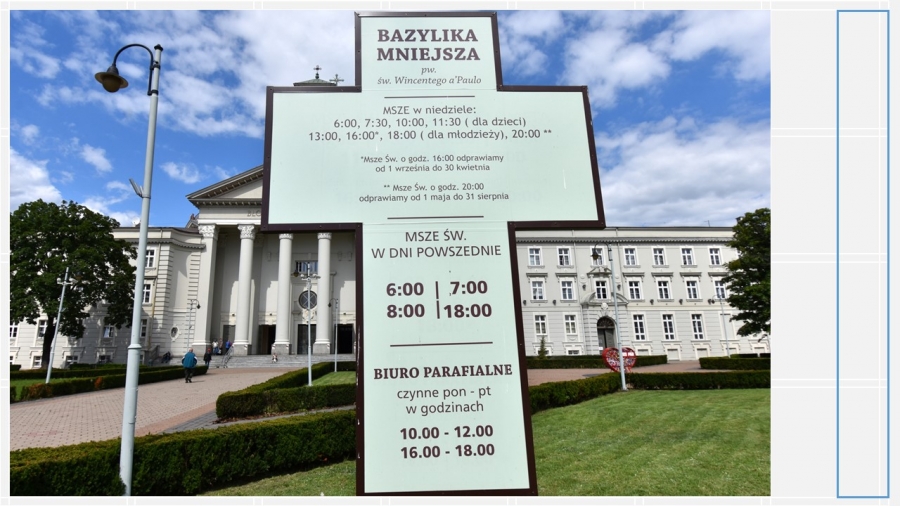 BAZYLIKA
MNIEJSZA
pw.
św. Wincentego a'Paulo
MSZE w niedziele:
6:00, 7:30, 10:00, 11:30 ( dla dzieci)
13:00, 16:00*, 18:00 ( dla młodzieży), 20:00 **
*Msze Św. o godz. 16:00 odprawiamy
od 1 września do 30 kwietnia
** Msze Św. o godz. 20:00
odprawiamy od 1 maja do 31 sierpnia
MSZE ŚW.
W DNI POWSZEDNIE
6:00 | 7:00
8:00 | 18:00
BIURO PARAFIALNE
czynne pon - pt
w godzinach
10.00 - 12.00
16.00 - 18.00